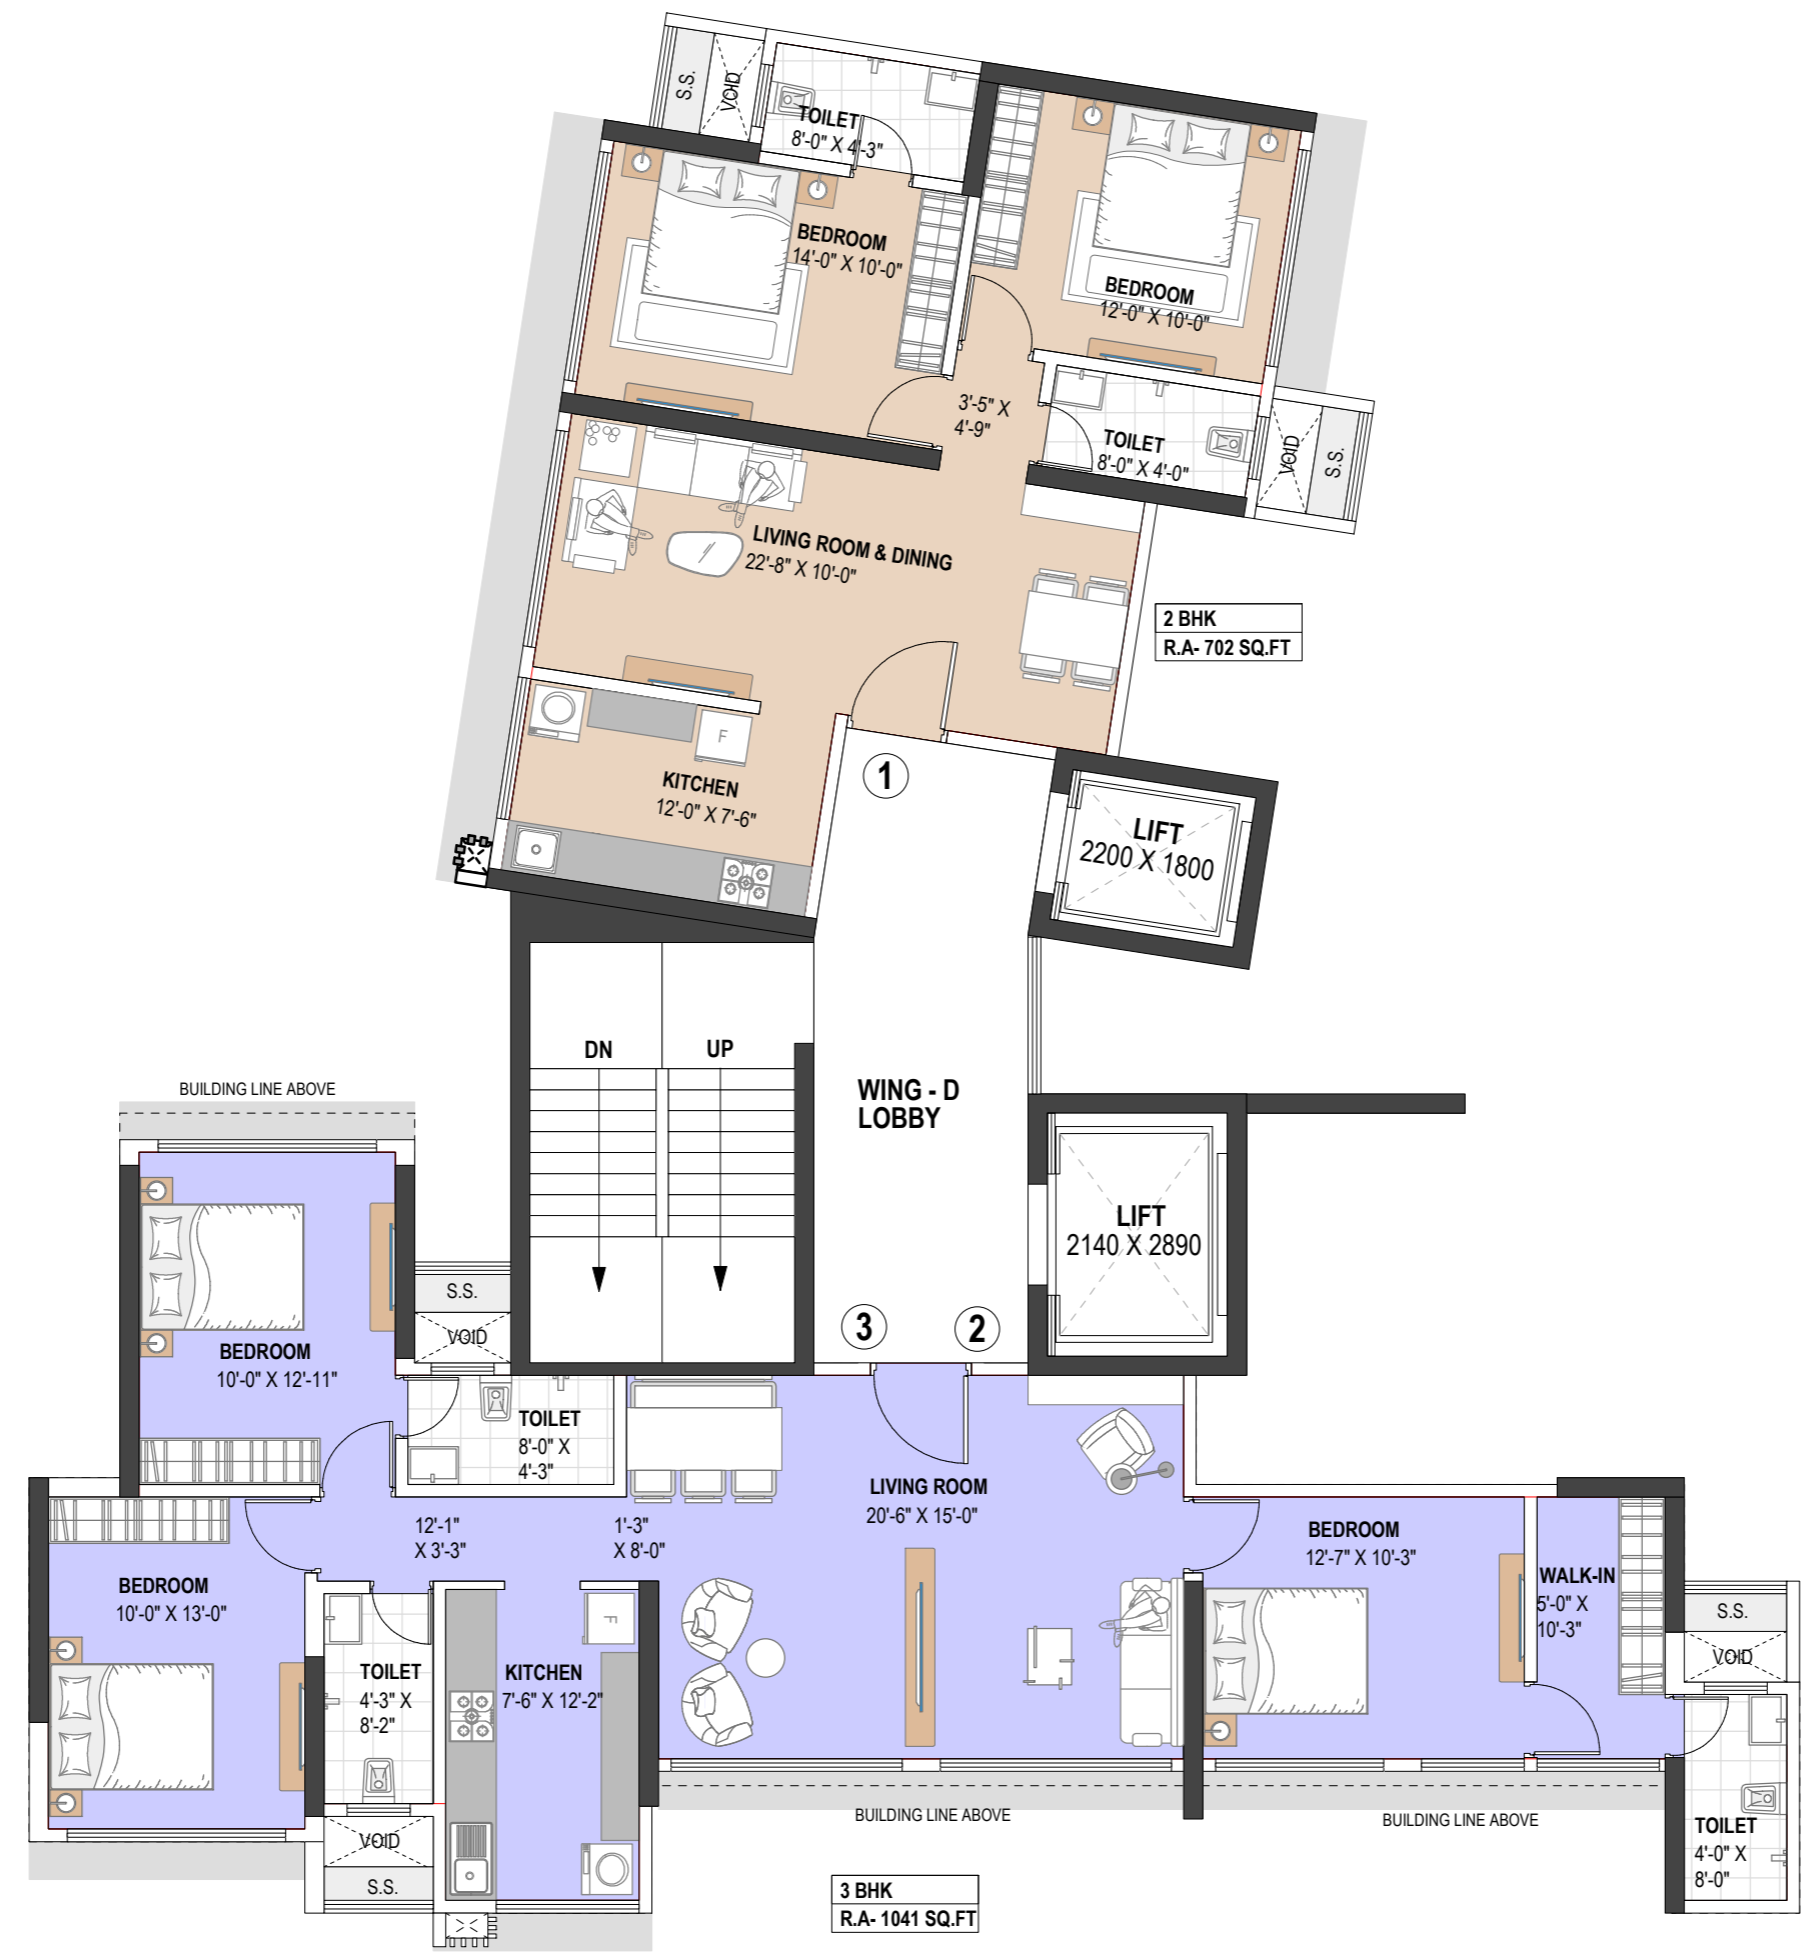 S.S.
VOID
TOILET
8'-0" X 4'-3"
BEDROOM
14'-0" X 10'-0"
BEDROOM
12'-0" X 10'-0"
3'-5" X
4'-9"
TOILET
8'-0" X 4'-0"
VOID
S.S.
LIVING ROOM & DINING
22'-8" X 10'-0"
2 BHK
R.A- 702 SQ.FT
F
KITCHEN
12'-0" X 7'-6"
1
LIFT
2200 X 1800
DN
UP
WING - D
LOBBY
BUILDING LINE ABOVE
LIFT
2140 X 2890
S.S.
VOID
3
2
BEDROOM
10'-0" X 12'-11"
TOILET
8'-0" X
4'-3"
LIVING ROOM
20'-6" X 15'-0"
12'-1"
X 3'-3"
1'-3"
X 8'-0"
BEDROOM
12'-7" X 10'-3"
WALK-IN
5'-0" X
10'-3"
BEDROOM
10'-0" X 13'-0"
F
S.S.
VOID
TOILET
4'-3" X
8'-2"
KITCHEN
7'-6" X 12'-2"
BUILDING LINE ABOVE
BUILDING LINE ABOVE
TOILET
4'-0" X
8'-0"
VOID
S.S.
3 BHK
R.A- 1041 SQ.FT